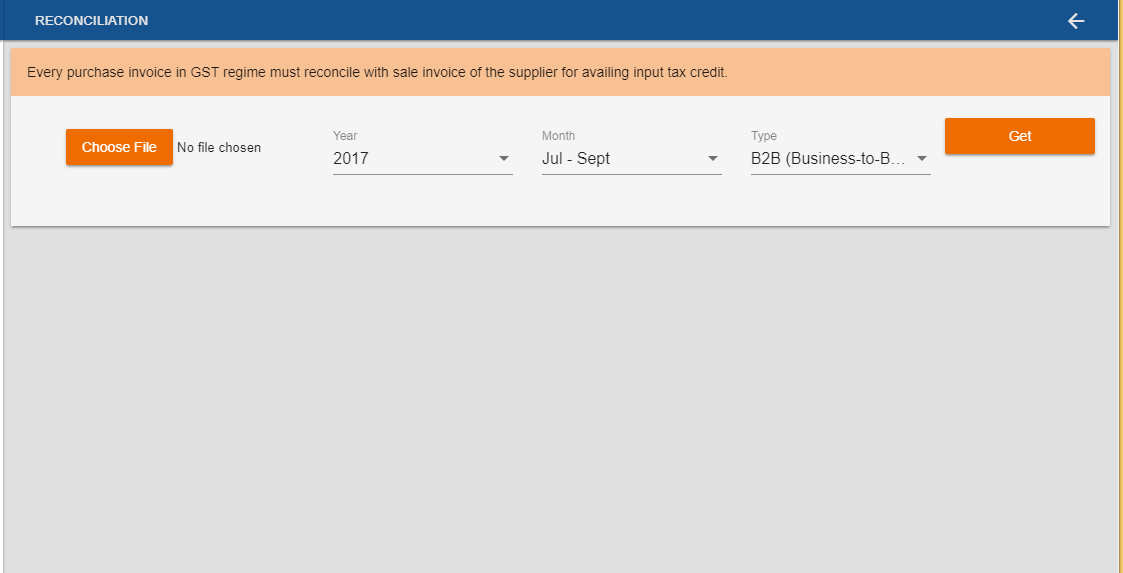 RECONCILIATION
Every purchase invoice in GST regime must reconcile with sale invoice of the supplier for availing input tax credit.
Choose File No file chosen
Year
2017
Month
Jul - Sept
Type
B2B (Business-to-B...
Get